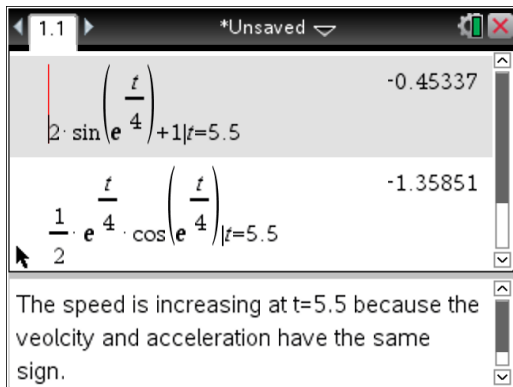 1.1 *Unsaved
2·sin(e^(t/4))+1|t=5.5 -0.45337
1/2·e^(t/4)·cos(e^(t/4))|t=5.5 -1.35851
The speed is increasing at t=5.5 because the
veolcity and acceleration have the same
sign.